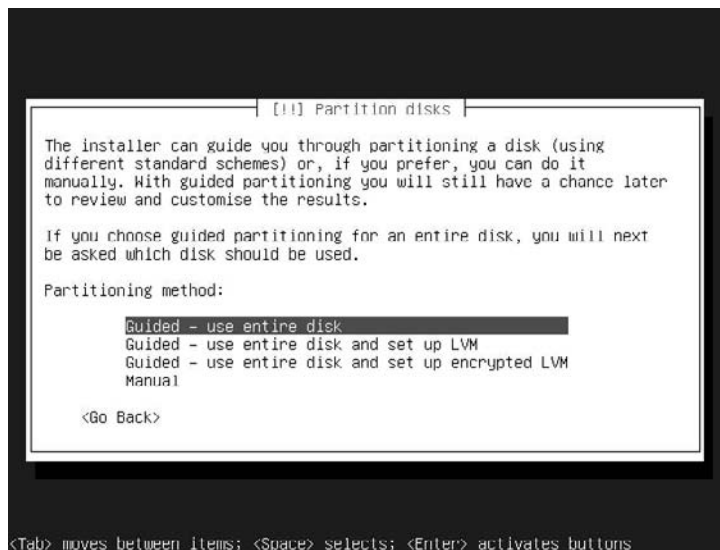 [!!] Partition disks
The installer can guide you through partitioning a disk (using
different standard schemes) or, if you prefer, you can do it
manually. With guided partitioning you will still have a chance later
to review and customise the results.
If you choose guided partitioning for an entire disk, you will next
be asked which disk should be used.
Partitioning method:
Guided - use entire disk
Guided - use entire disk and set up LVM
Guided - use entire disk and set up encrypted LVM
Manual
<Go Back>
<Tab> moves between items; <Space> selects; <Enter> activates buttons